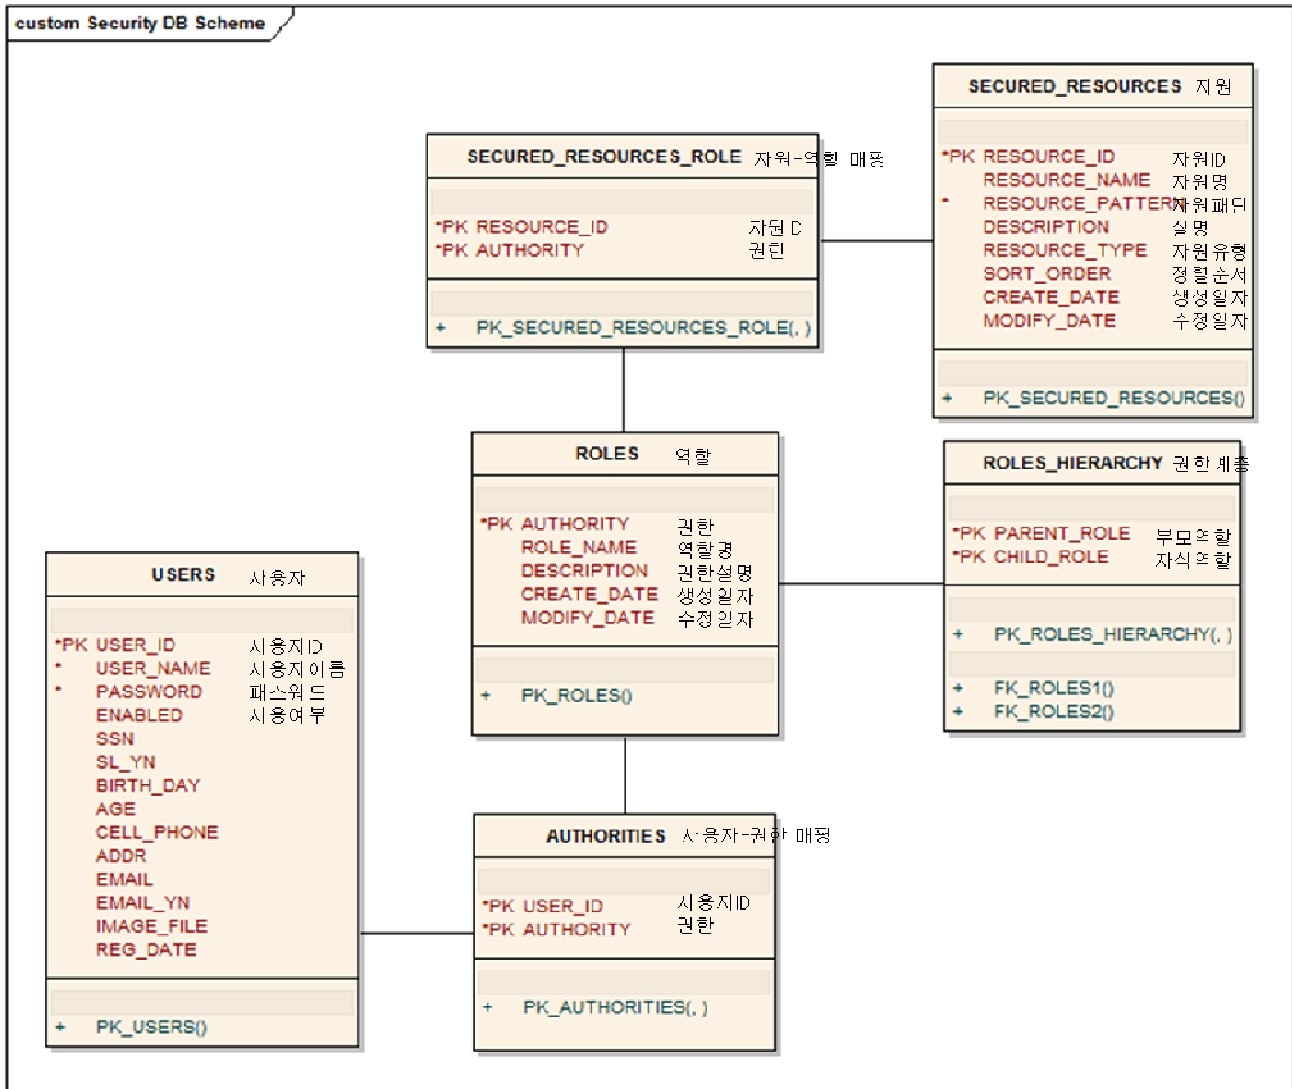 custom Security DB Scheme
SECURED_RESOURCES 자원
*PK RESOURCE_ID 자원ID
RESOURCE_NAME 자원명
* RESOURCE_PATTERN 자원패턴
DESCRIPTION 설명
RESOURCE_TYPE 자원유형
SORT_ORDER 정렬순서
CREATE_DATE 생성일자
MODIFY_DATE 수정일자
+ PK_SECURED_RESOURCES()
SECURED_RESOURCES_ROLE 자원-역할 매핑
*PK RESOURCE_ID 자원ID
*PK AUTHORITY 권한
+ PK_SECURED_RESOURCES_ROLE(, )
ROLES 역할
*PK AUTHORITY 권한
ROLE_NAME 역할명
DESCRIPTION 권한설명
CREATE_DATE 생성일자
MODIFY_DATE 수정일자
+ PK_ROLES()
ROLES_HIERARCHY 권한계층
*PK PARENT_ROLE 부모역할
*PK CHILD_ROLE 자식역할
+ PK_ROLES_HIERARCHY(, )
+ FK_ROLES1()
+ FK_ROLES2()
USERS 사용자
*PK USER_ID 사용자ID
* USER_NAME 사용자이름
* PASSWORD 패스워드
ENABLED 사용여부
SSN
SL_YN
BIRTH_DAY
AGE
CELL_PHONE
ADDR
EMAIL
EMAIL_YN
IMAGE_FILE
REG_DATE
+ PK_USERS()
AUTHORITIES 사용자-권한 매핑
*PK USER_ID 사용자ID
*PK AUTHORITY 권한
+ PK_AUTHORITIES(, )